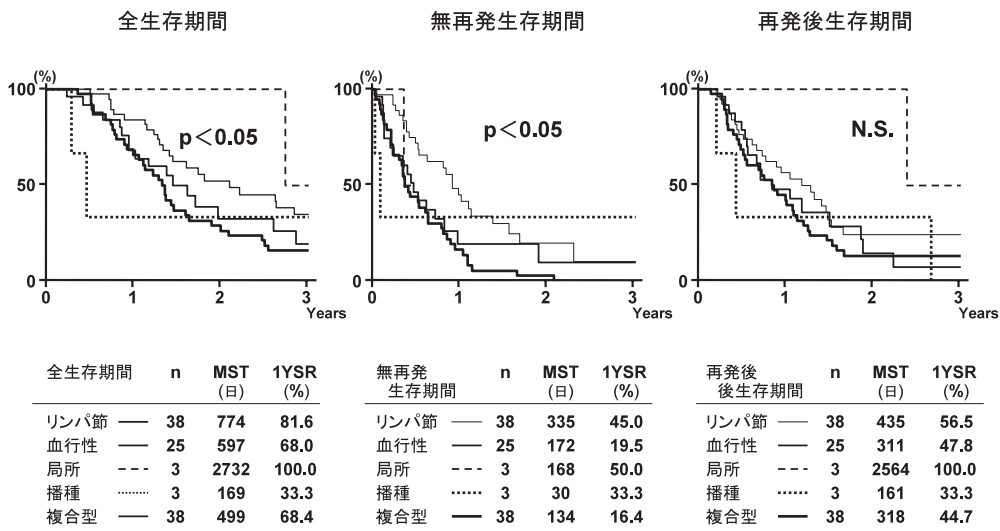 全生存期間
無再発生存期間
再発後生存期間
(%)
100
50
0
p＜0.05
0 1 2 3
Years
(%)
100
50
0
p＜0.05
0 1 2 3
Years
(%)
100
50
0
N.S.
0 1 2 3
Years
全生存期間 n MST 1YSR
(日) (%)
リンパ節 38 774 81.6
血行性 25 597 68.0
局所 3 2732 100.0
播種 3 169 33.3
複合型 38 499 68.4
無再発 n MST 1YSR
生存期間 (日) (%)
リンパ節 38 335 45.0
血行性 25 172 19.5
局所 3 168 50.0
播種 3 30 33.3
複合型 38 134 16.4
再発後 n MST 1YSR
後生存期間 (日) (%)
リンパ節 38 435 56.5
血行性 25 311 47.8
局所 3 2564 100.0
播種 3 161 33.3
複合型 38 318 44.7